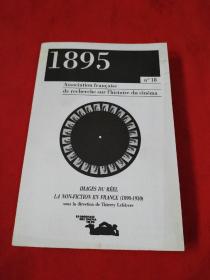 1895
n° 18
Association française
de recherche sur l'histoire du cinéma
IMAGES DU RÉEL
LA NON-FICTION EN FRANCE (1890-1930)
sous la direction de Thierry Lefebvre